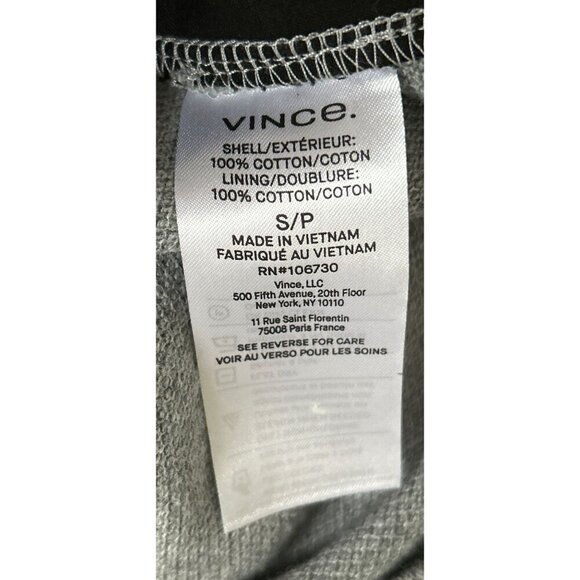 VINCe.
SHELL/EXTÉRIEUR:
100% COTTON/COTON
LINING/DOUBLURE:
100% COTTON/COTON
S/P
MADE IN VIETNAM
FABRIQUÉ AU VIETNAM
RN#106730
Vince, LLC
500 Fifth Avenue, 20th Floor
New York, NY 10110
11 Rue Saint Florentin
75008 Paris France
SEE REVERSE FOR CARE
VOIR AU VERSO POUR LES SOINS